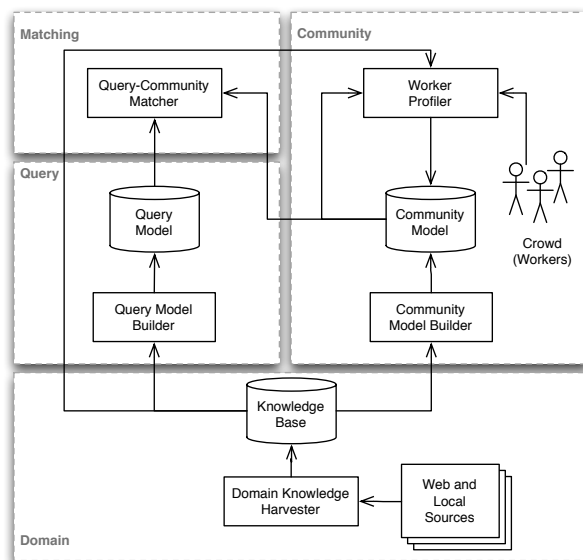 Matching
Community
Query-Community
Matcher
Worker
Profiler
Query
Query
Model
Community
Model
Crowd
(Workers)
Query Model
Builder
Community
Model Builder
Knowledge
Base
Domain Knowledge
Harvester
Web and
Local
Sources
Domain